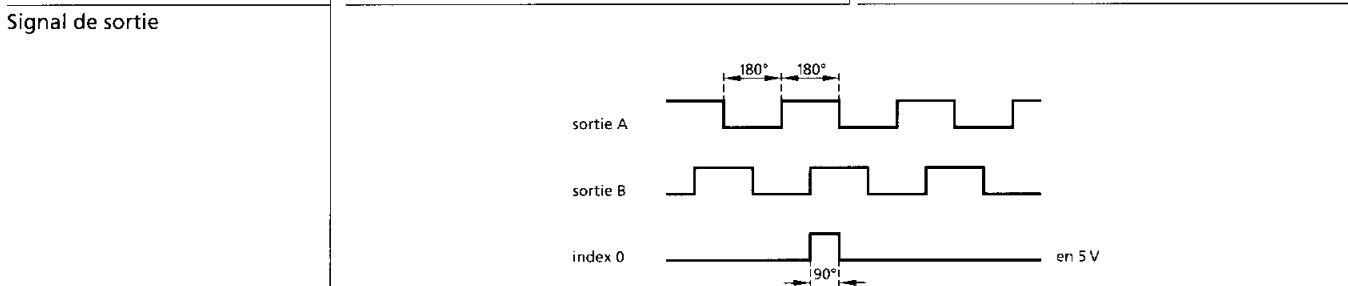 Signal de sortie
180° 180°
sortie A
sortie B
index 0
en 5 V
90°